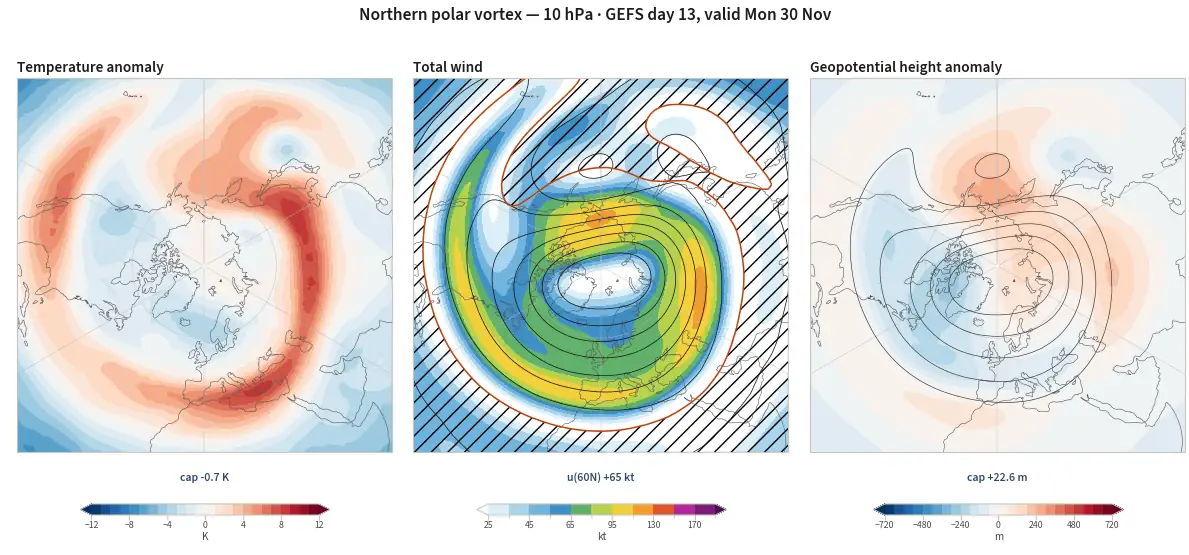 Northern polar vortex — 10 hPa · GEFS day 13, valid Mon 30 Nov
Temperature anomaly
Total wind
Geopotential height anomaly
cap -0.7 K
u(60N) +65 kt
cap +22.6 m
−12 −8 −4 0 4 8 12
K
25 45 65 95 130 170
kt
−720 −480 −240 0 240 480 720
m